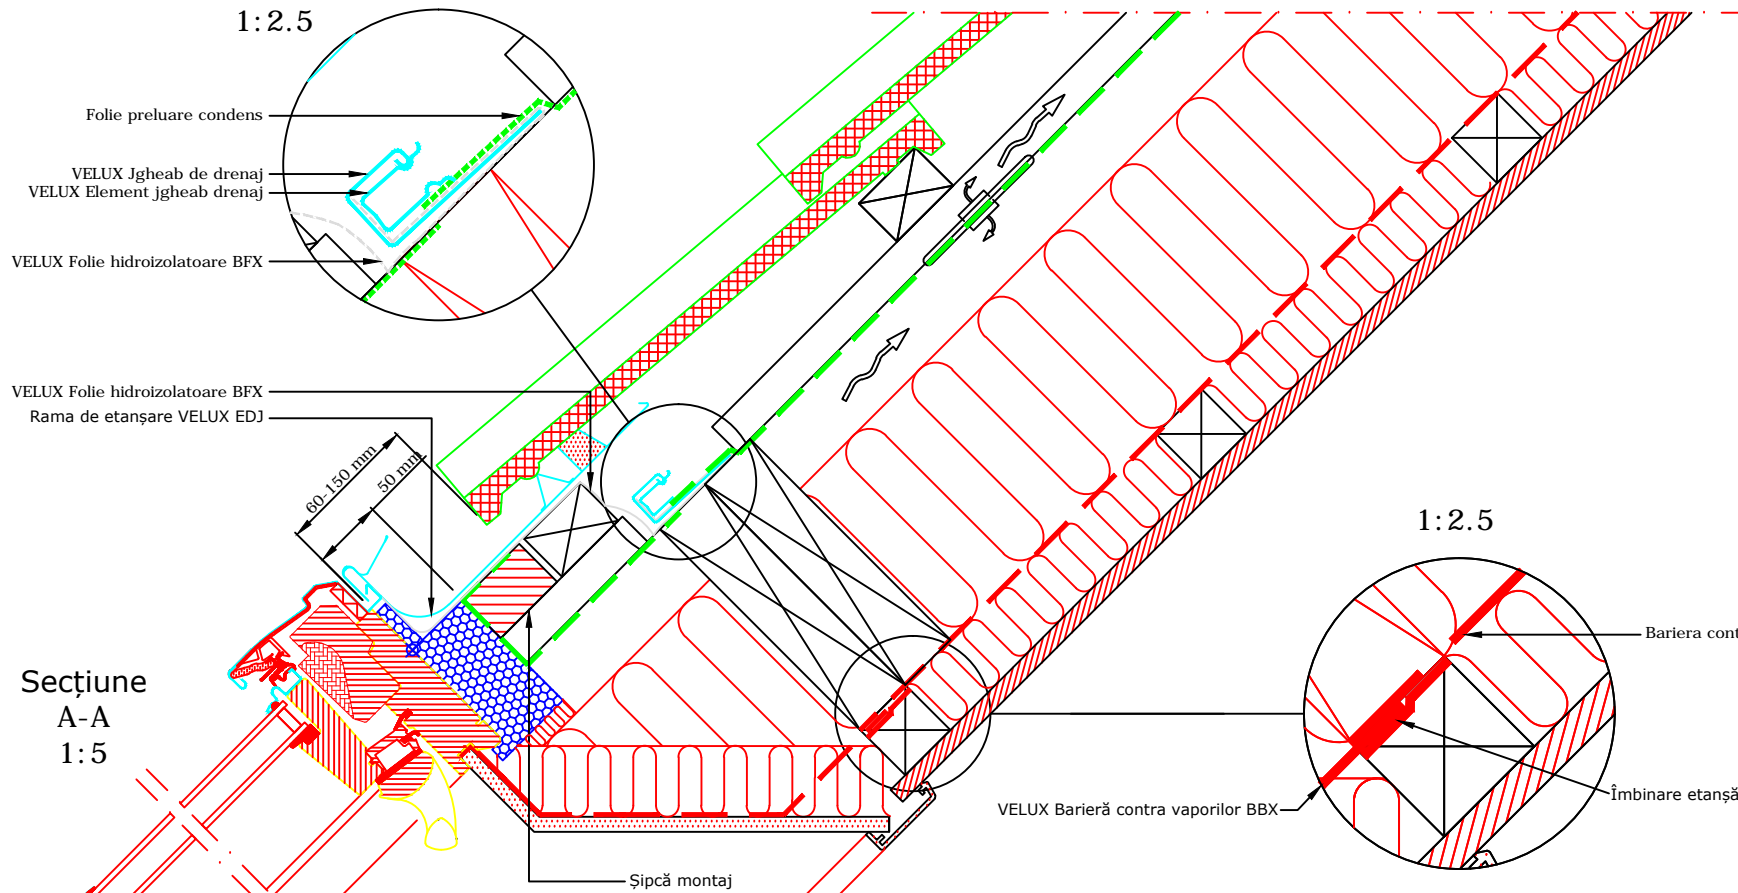 1:2.5
Folie preluare condens
VELUX Jgheab de drenaj
VELUX Element jgheab drenaj
VELUX Folie hidroizolatoare BFX
VELUX Folie hidroizolatoare BFX
Rama de etanșare VELUX EDJ
60-150 mm
50 mm
Secțiune
A-A
1:5
Șipcă montaj
1:2.5
Bariera cont
VELUX Barieră contra vaporilor BBX
Îmbinare etanșă